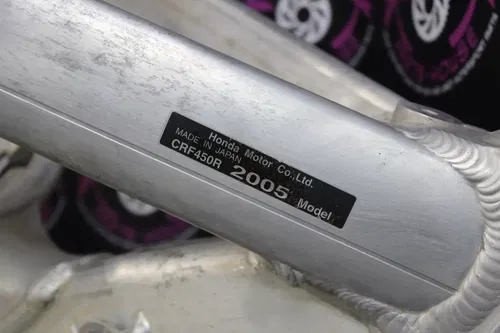 Honda Motor Co.,Ltd.
MADE IN JAPAN
CRF450R 2005 Model